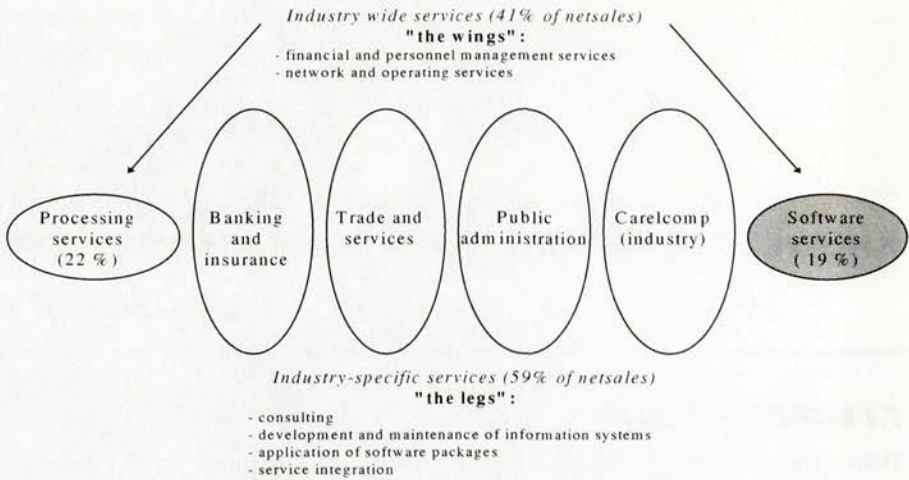 Industry wide services (41% of netsales)
"the wings":
- financial and personnel management services
- network and operating services
Processing
services
(22 %)
Banking
and
insurance
Trade and
services
Public
administration
Carelcomp
(industry)
Software
services
( 19 %)
Industry-specific services (59% of netsales)
"the legs":
- consulting
- development and maintenance of information systems
- application of software packages
- service integration